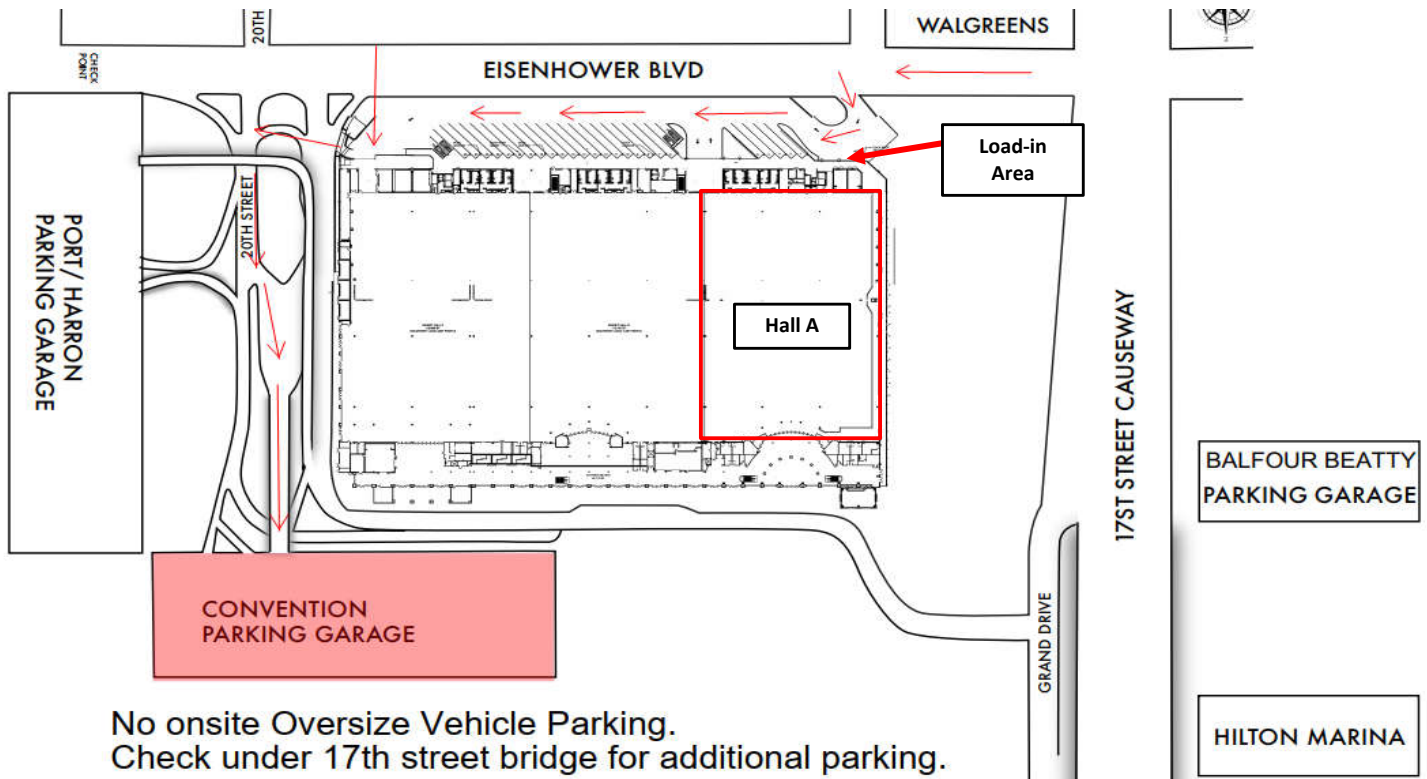 20TH
WALGREENS
CHECK
POINT
EISENHOWER BLVD
Load-in
Area
20TH STREET
PORT/ HARRON
PARKING GARAGE
Hall A
17ST STREET CAUSEWAY
BALFOUR BEATTY
PARKING GARAGE
CONVENTION
PARKING GARAGE
GRAND DRIVE
HILTON MARINA
No onsite Oversize Vehicle Parking.
Check under 17th street bridge for additional parking.